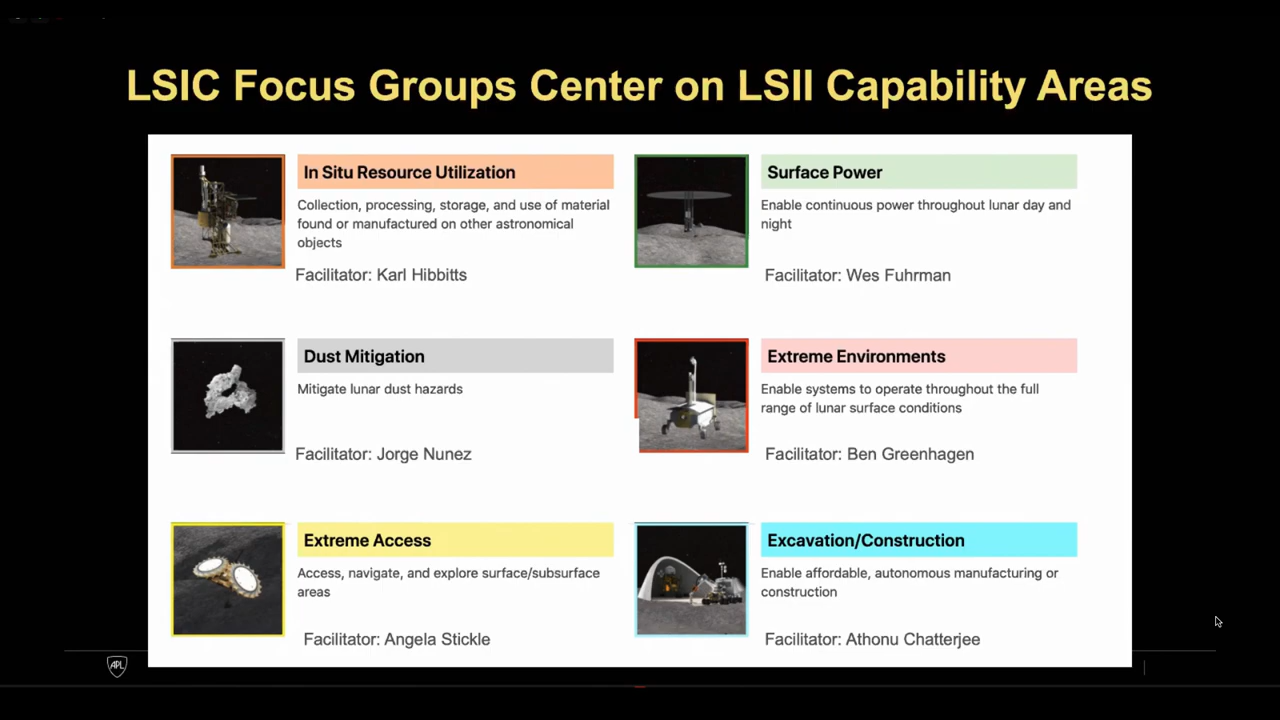 LSIC Focus Groups Center on LSII Capability Areas
In Situ Resource Utilization
Collection, processing, storage, and use of material
found or manufactured on other astronomical
objects
Facilitator: Karl Hibbitts
Surface Power
Enable continuous power throughout lunar day and
night
Facilitator: Wes Fuhrman
Dust Mitigation
Mitigate lunar dust hazards
Facilitator: Jorge Nunez
Extreme Environments
Enable systems to operate throughout the full
range of lunar surface conditions
Facilitator: Ben Greenhagen
Extreme Access
Access, navigate, and explore surface/subsurface
areas
Facilitator: Angela Stickle
Excavation/Construction
Enable affordable, autonomous manufacturing or
construction
Facilitator: Athonu Chatterjee
APL